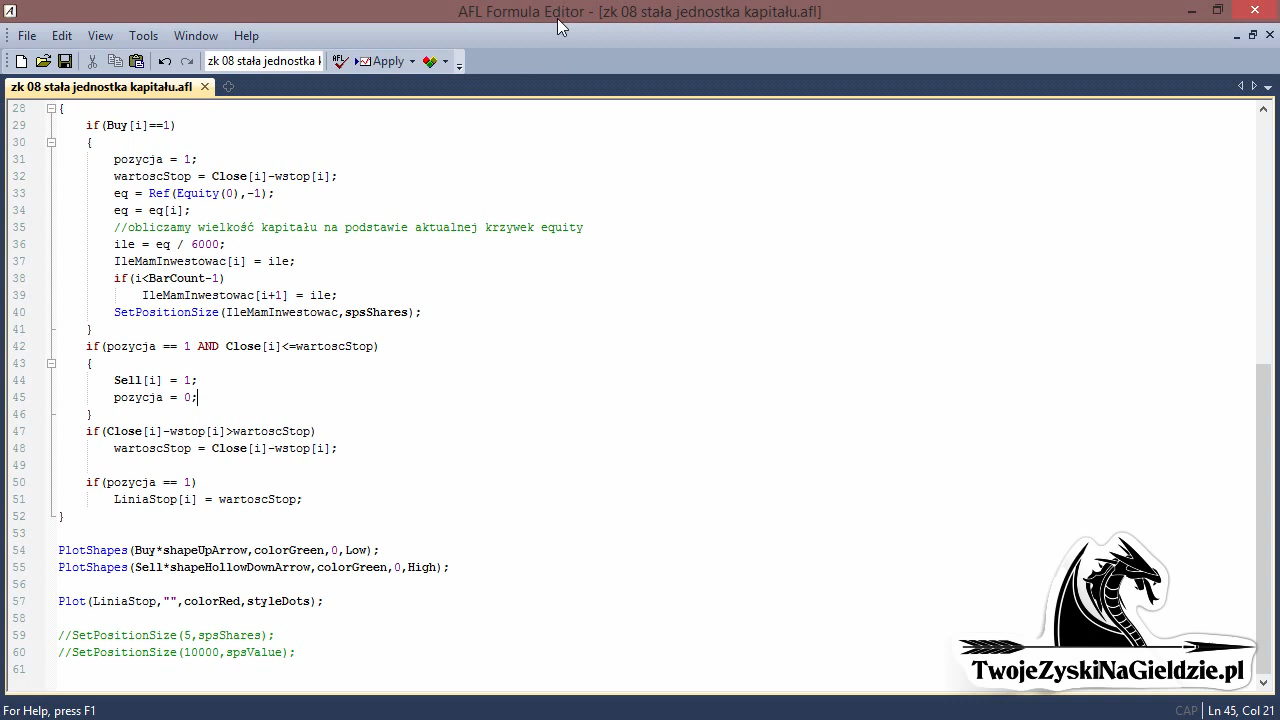 AFL Formula Editor - [zk 08 stała jednostka kapitału.afl]
File Edit View Tools Window Help
zk 08 stała jednostka k Apply
zk 08 stała jednostka kapitału.afl
28 {
29 if(Buy[i]==1)
30 {
31 pozycja = 1;
32 wartoscStop = Close[i]-wstop[i];
33 eq = Ref(Equity(0),-1);
34 eq = eq[i];
35 //obliczamy wielkość kapitału na podstawie aktualnej krzywek equity
36 ile = eq / 6000;
37 IleMamInwestowac[i] = ile;
38 if(i<BarCount-1)
39 IleMamInwestowac[i+1] = ile;
40 SetPositionSize(IleMamInwestowac,spsShares);
41 }
42 if(pozycja == 1 AND Close[i]<=wartoscStop)
43 {
44 Sell[i] = 1;
45 pozycja = 0;
46 }
47 if(Close[i]-wstop[i]>wartoscStop)
48 wartoscStop = Close[i]-wstop[i];
49
50 if(pozycja == 1)
51 LiniaStop[i] = wartoscStop;
52 }
53
54 PlotShapes(Buy*shapeUpArrow,colorGreen,0,Low);
55 PlotShapes(Sell*shapeHollowDownArrow,colorGreen,0,High);
56
57 Plot(LiniaStop,"",colorRed,styleDots);
58
59 //SetPositionSize(5,spsShares);
60 //SetPositionSize(10000,spsValue);
61
TwojeZyskiNaGieldzie.pl
For Help, press F1 CAP Ln 45, Col 21